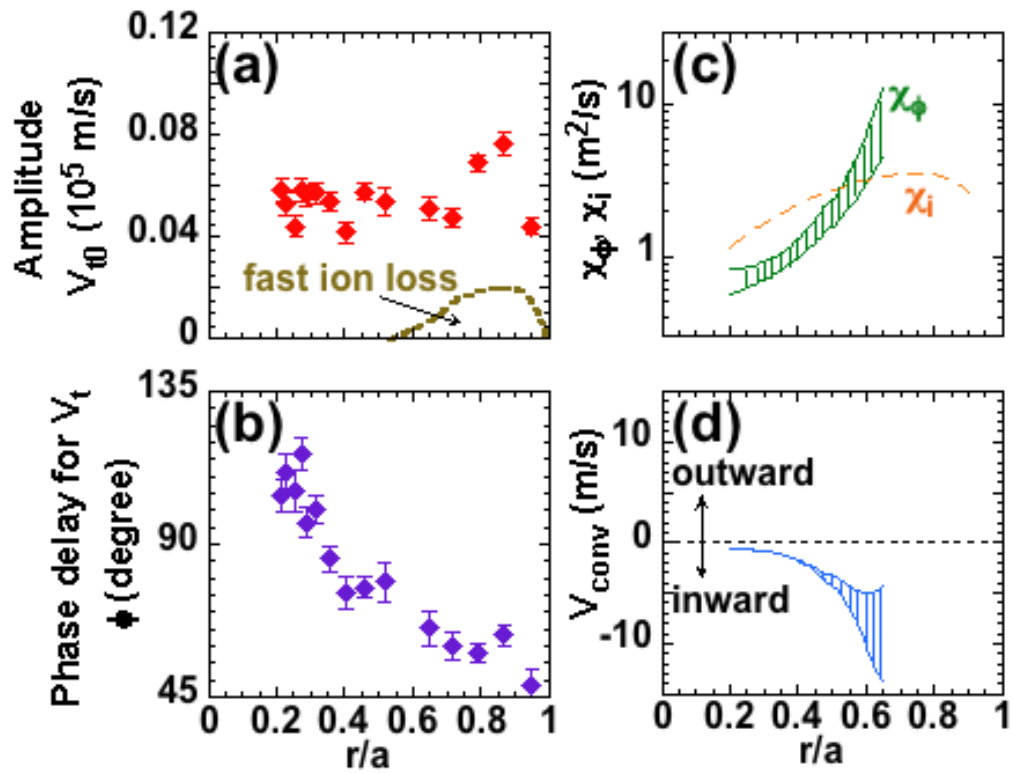 (a)
Amplitude
V_t0 (10^5 m/s)
0.12
0.08
0.04
0
fast ion loss
(b)
Phase delay for V_t
ϕ (degree)
135
90
45
0 0.2 0.4 0.6 0.8 1
r/a
(c)
χ_ϕ, χ_i (m^2/s)
10
1
χ_ϕ
χ_i
(d)
V_conv (m/s)
10
0
-10
outward
inward
0 0.2 0.4 0.6 0.8 1
r/a